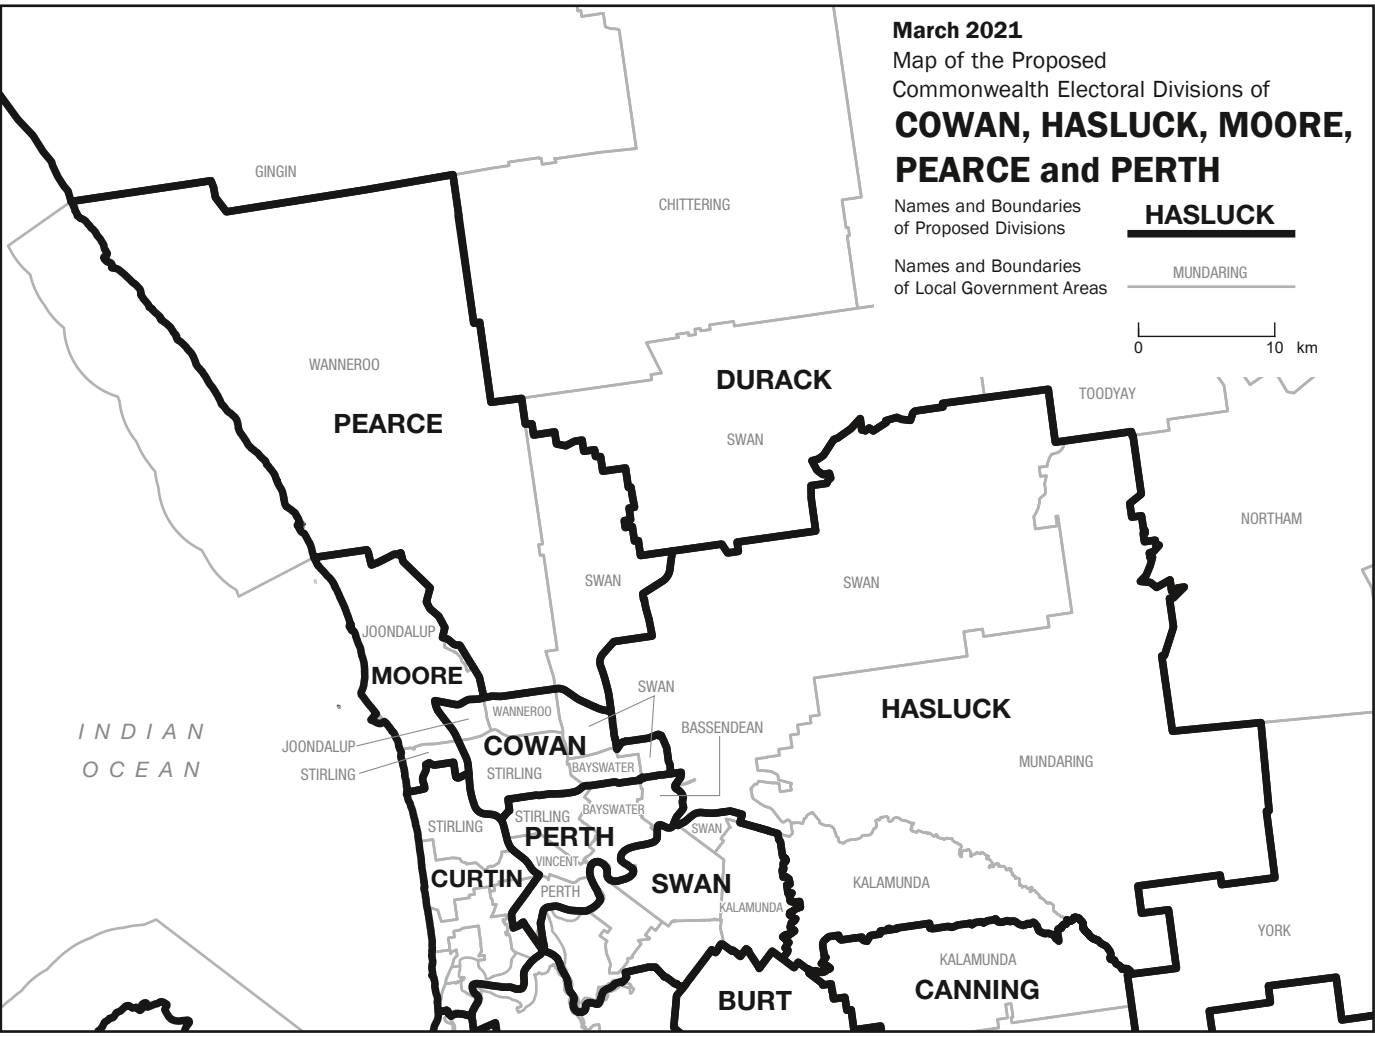 March 2021
Map of the Proposed
Commonwealth Electoral Divisions of
COWAN, HASLUCK, MOORE,
PEARCE and PERTH
Names and Boundaries
of Proposed Divisions
HASLUCK
Names and Boundaries
of Local Government Areas
MUNDARING
0 10 km
GINGIN
CHITTERING
WANNEROO
PEARCE
DURACK
SWAN
TOODYAY
NORTHAM
SWAN
SWAN
JOONDALUP
MOORE
SWAN
WANNEROO
HASLUCK
BASSENDEAN
INDIAN
OCEAN
JOONDALUP
COWAN
STIRLING
STIRLING
BAYSWATER
MUNDARING
STIRLING
STIRLING
BAYSWATER
PERTH
SWAN
VINCENT
CURTIN
PERTH
SWAN
KALAMUNDA
KALAMUNDA
YORK
KALAMUNDA
CANNING
BURT